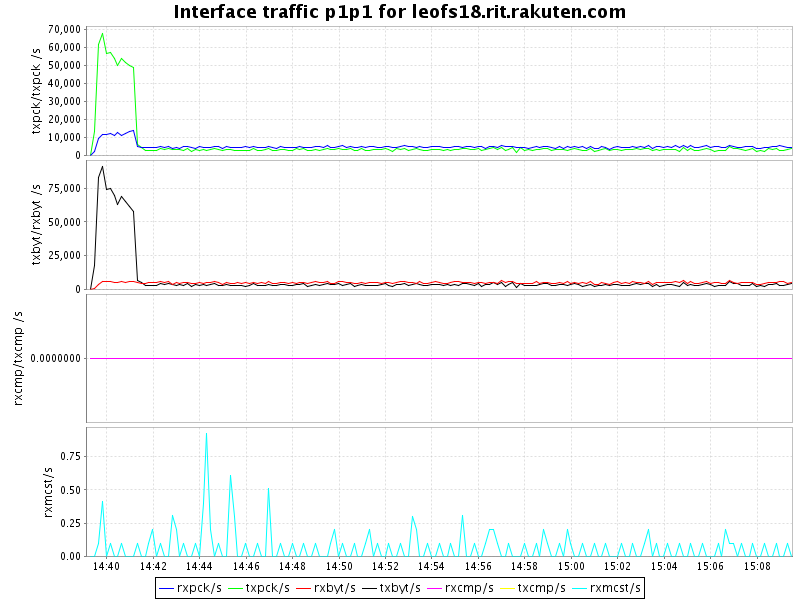 Interface traffic p1p1 for leofs18.rit.rakuten.com
txpck/txpck /s
70,000
60,000
50,000
40,000
30,000
20,000
10,000
0
txbyt/rxbyt /s
75,000
50,000
25,000
0
rxcmp/txcmp /s
0.0000000
rxmcst/s
0.75
0.50
0.25
0.00
14:40 14:42 14:44 14:46 14:48 14:50 14:52 14:54 14:56 14:58 15:00 15:02 15:04 15:06 15:08
rxpck/s txpck/s rxbyt/s txbyt/s rxcmp/s txcmp/s rxmcst/s